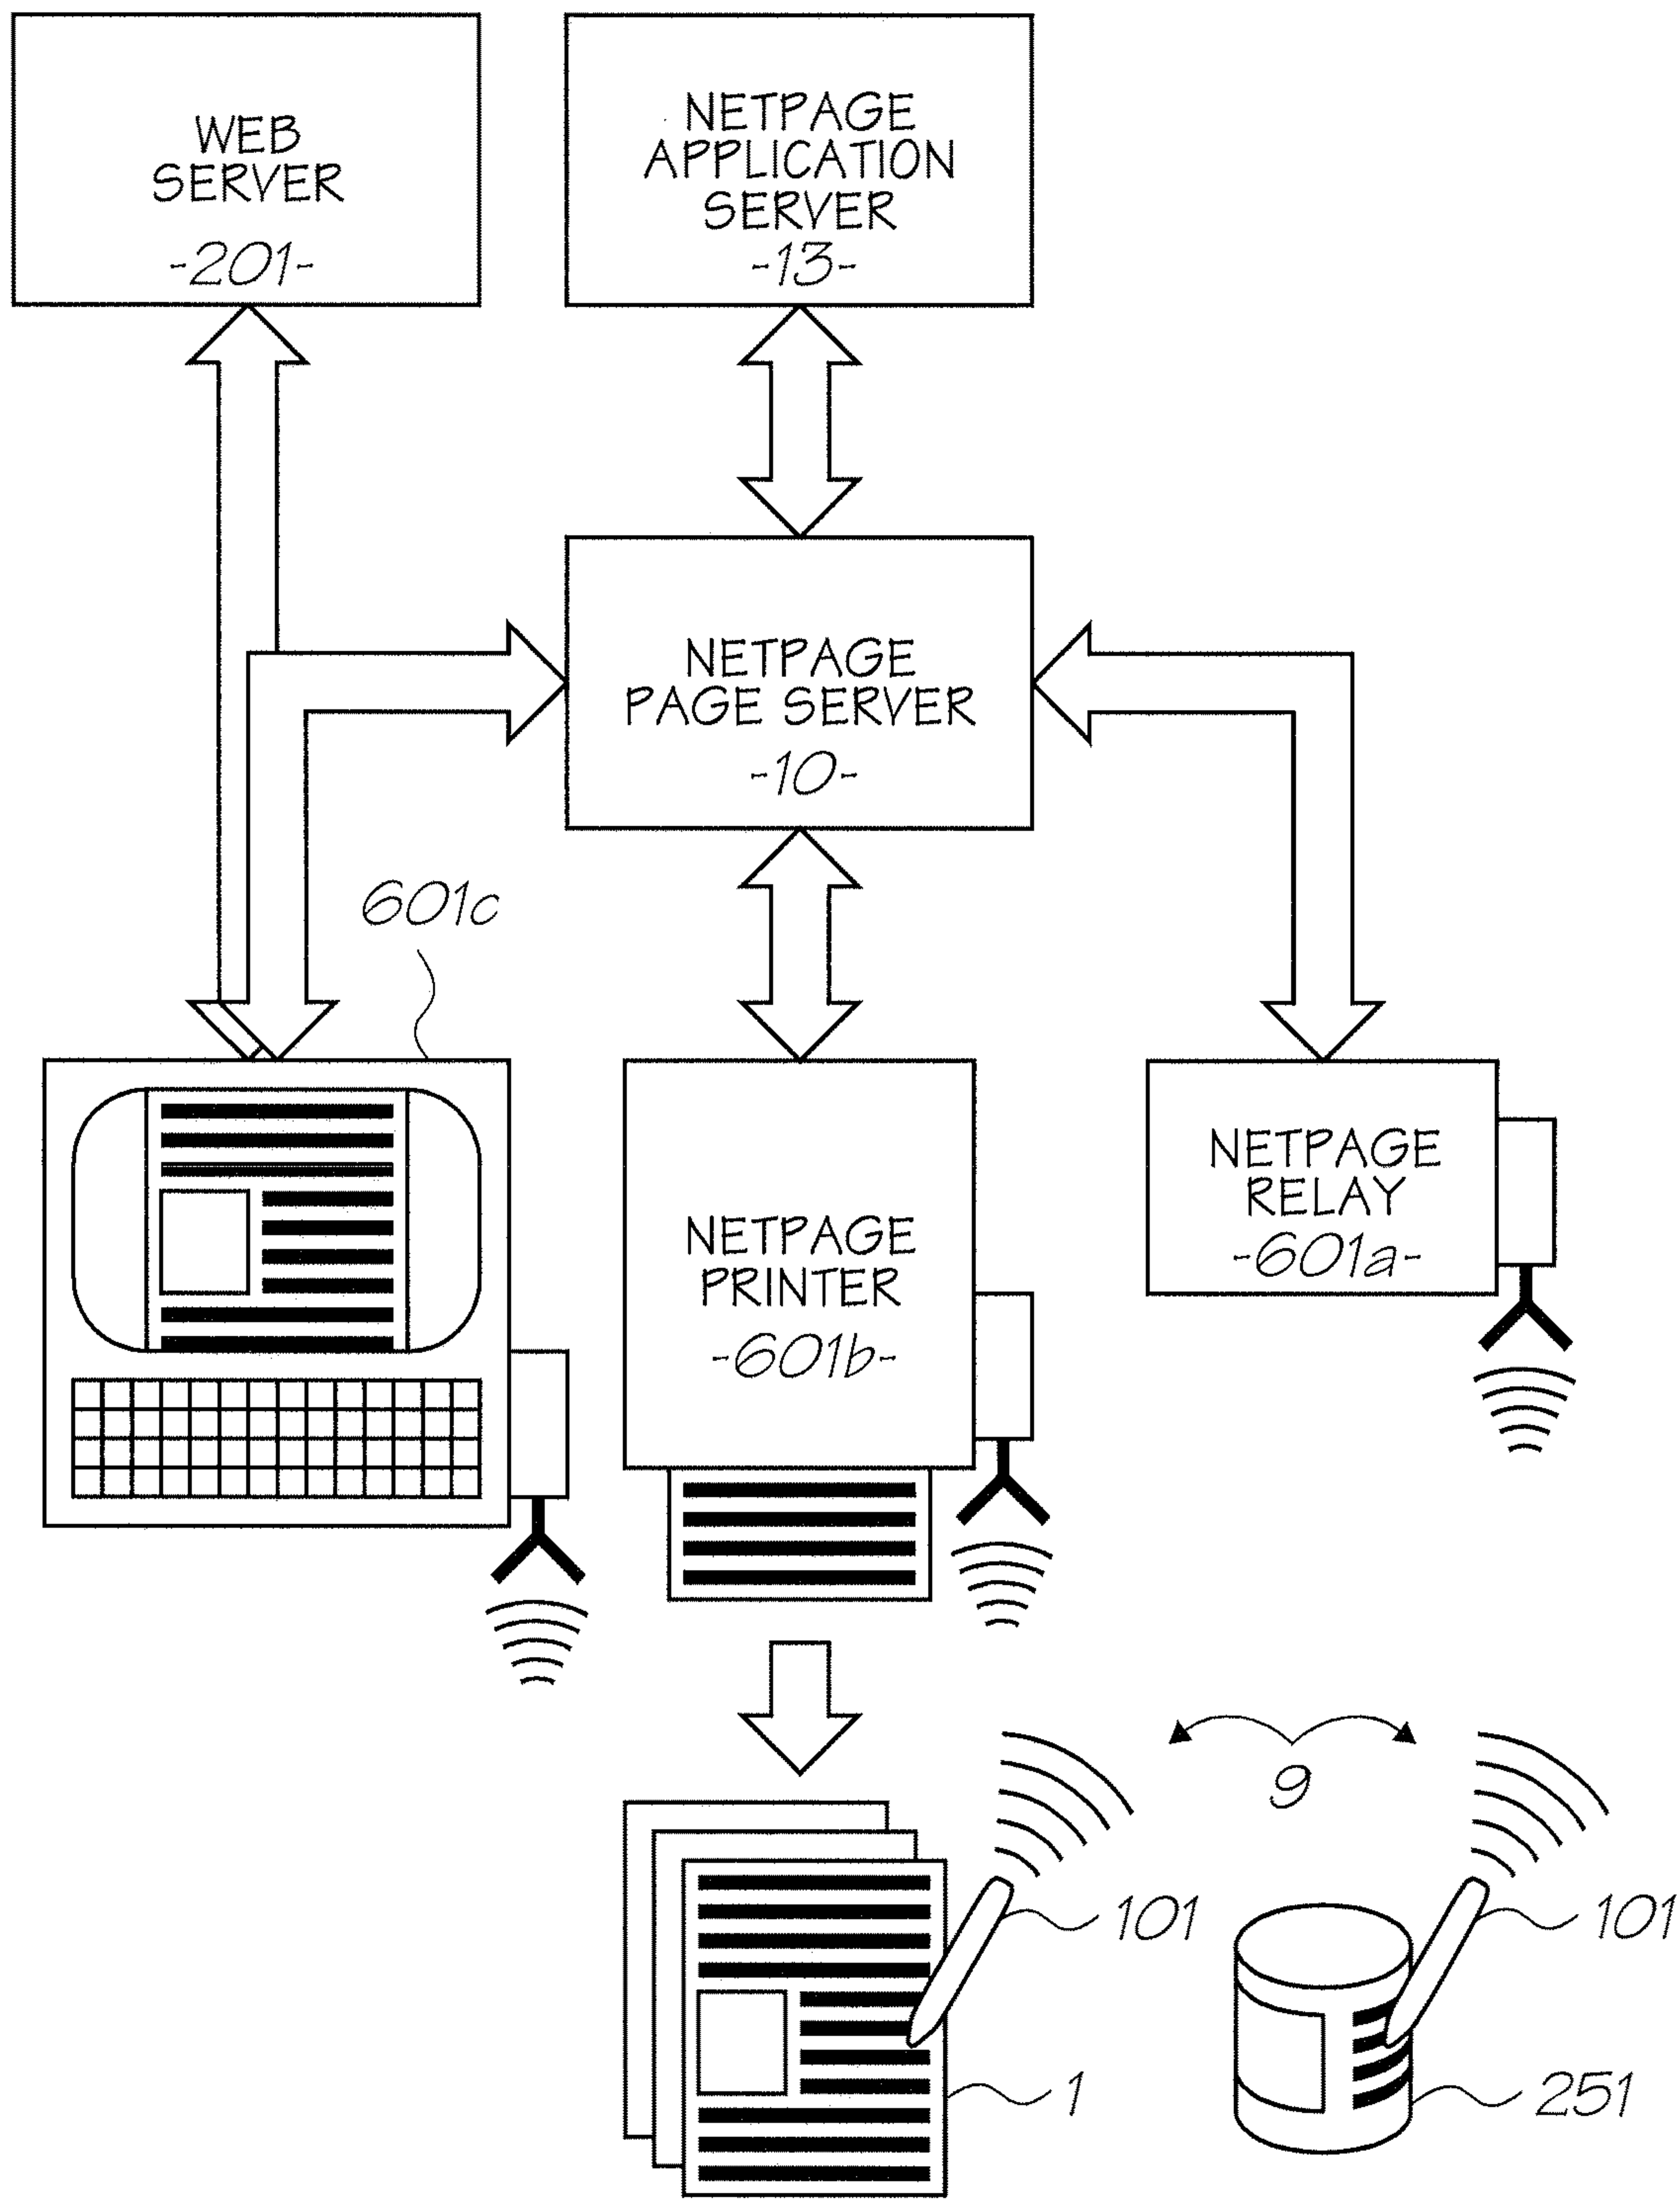 WEB
SERVER
-201-
NETPAGE
APPLICATION
SERVER
-13-
NETPAGE
PAGE SERVER
-10-
601c
NETPAGE
PRINTER
-601b-
NETPAGE
RELAY
-601a-
9
101
101
1
251